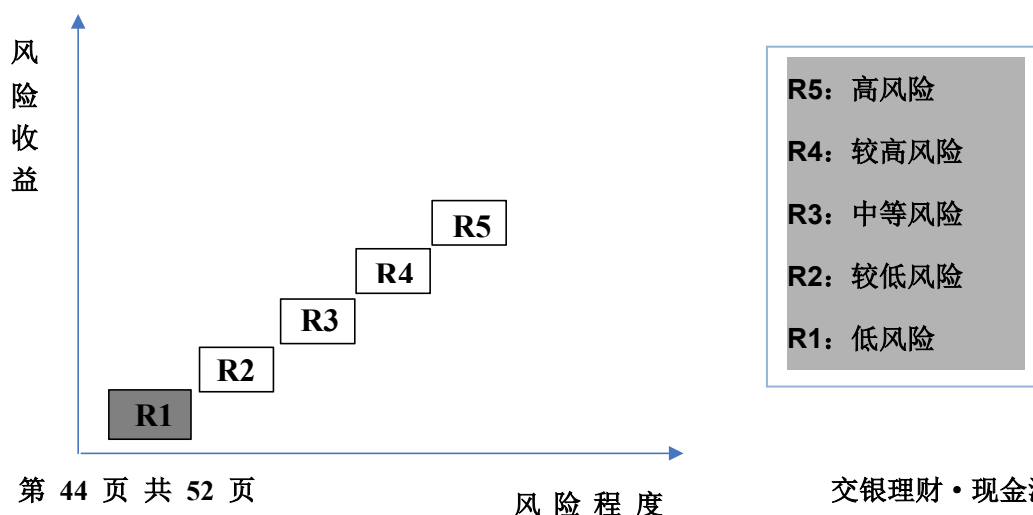 风
险
收
益
R5
R4
R3
R2
R1
R5：高风险
R4：较高风险
R3：中等风险
R2：较低风险
R1：低风险
风 险 程 度
第 44 页 共 52 页
交银理财·现金